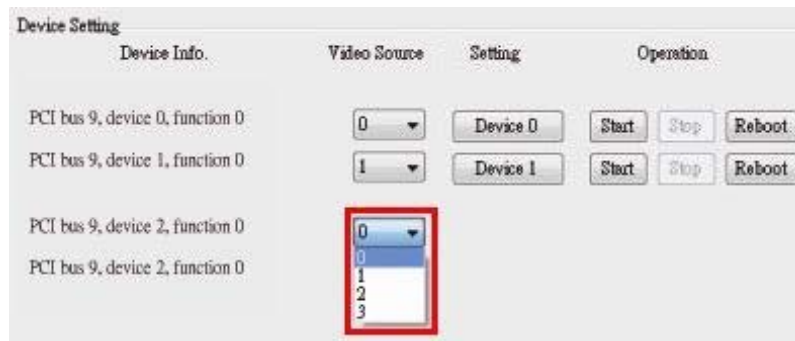 Device Setting
Device Info. Video Source Setting Operation
PCI bus 9, device 0, function 0 0 Device 0 Start Stop Reboot
PCI bus 9, device 1, function 0 1 Device 1 Start Stop Reboot
PCI bus 9, device 2, function 0 0
0
PCI bus 9, device 2, function 0 1
2
3